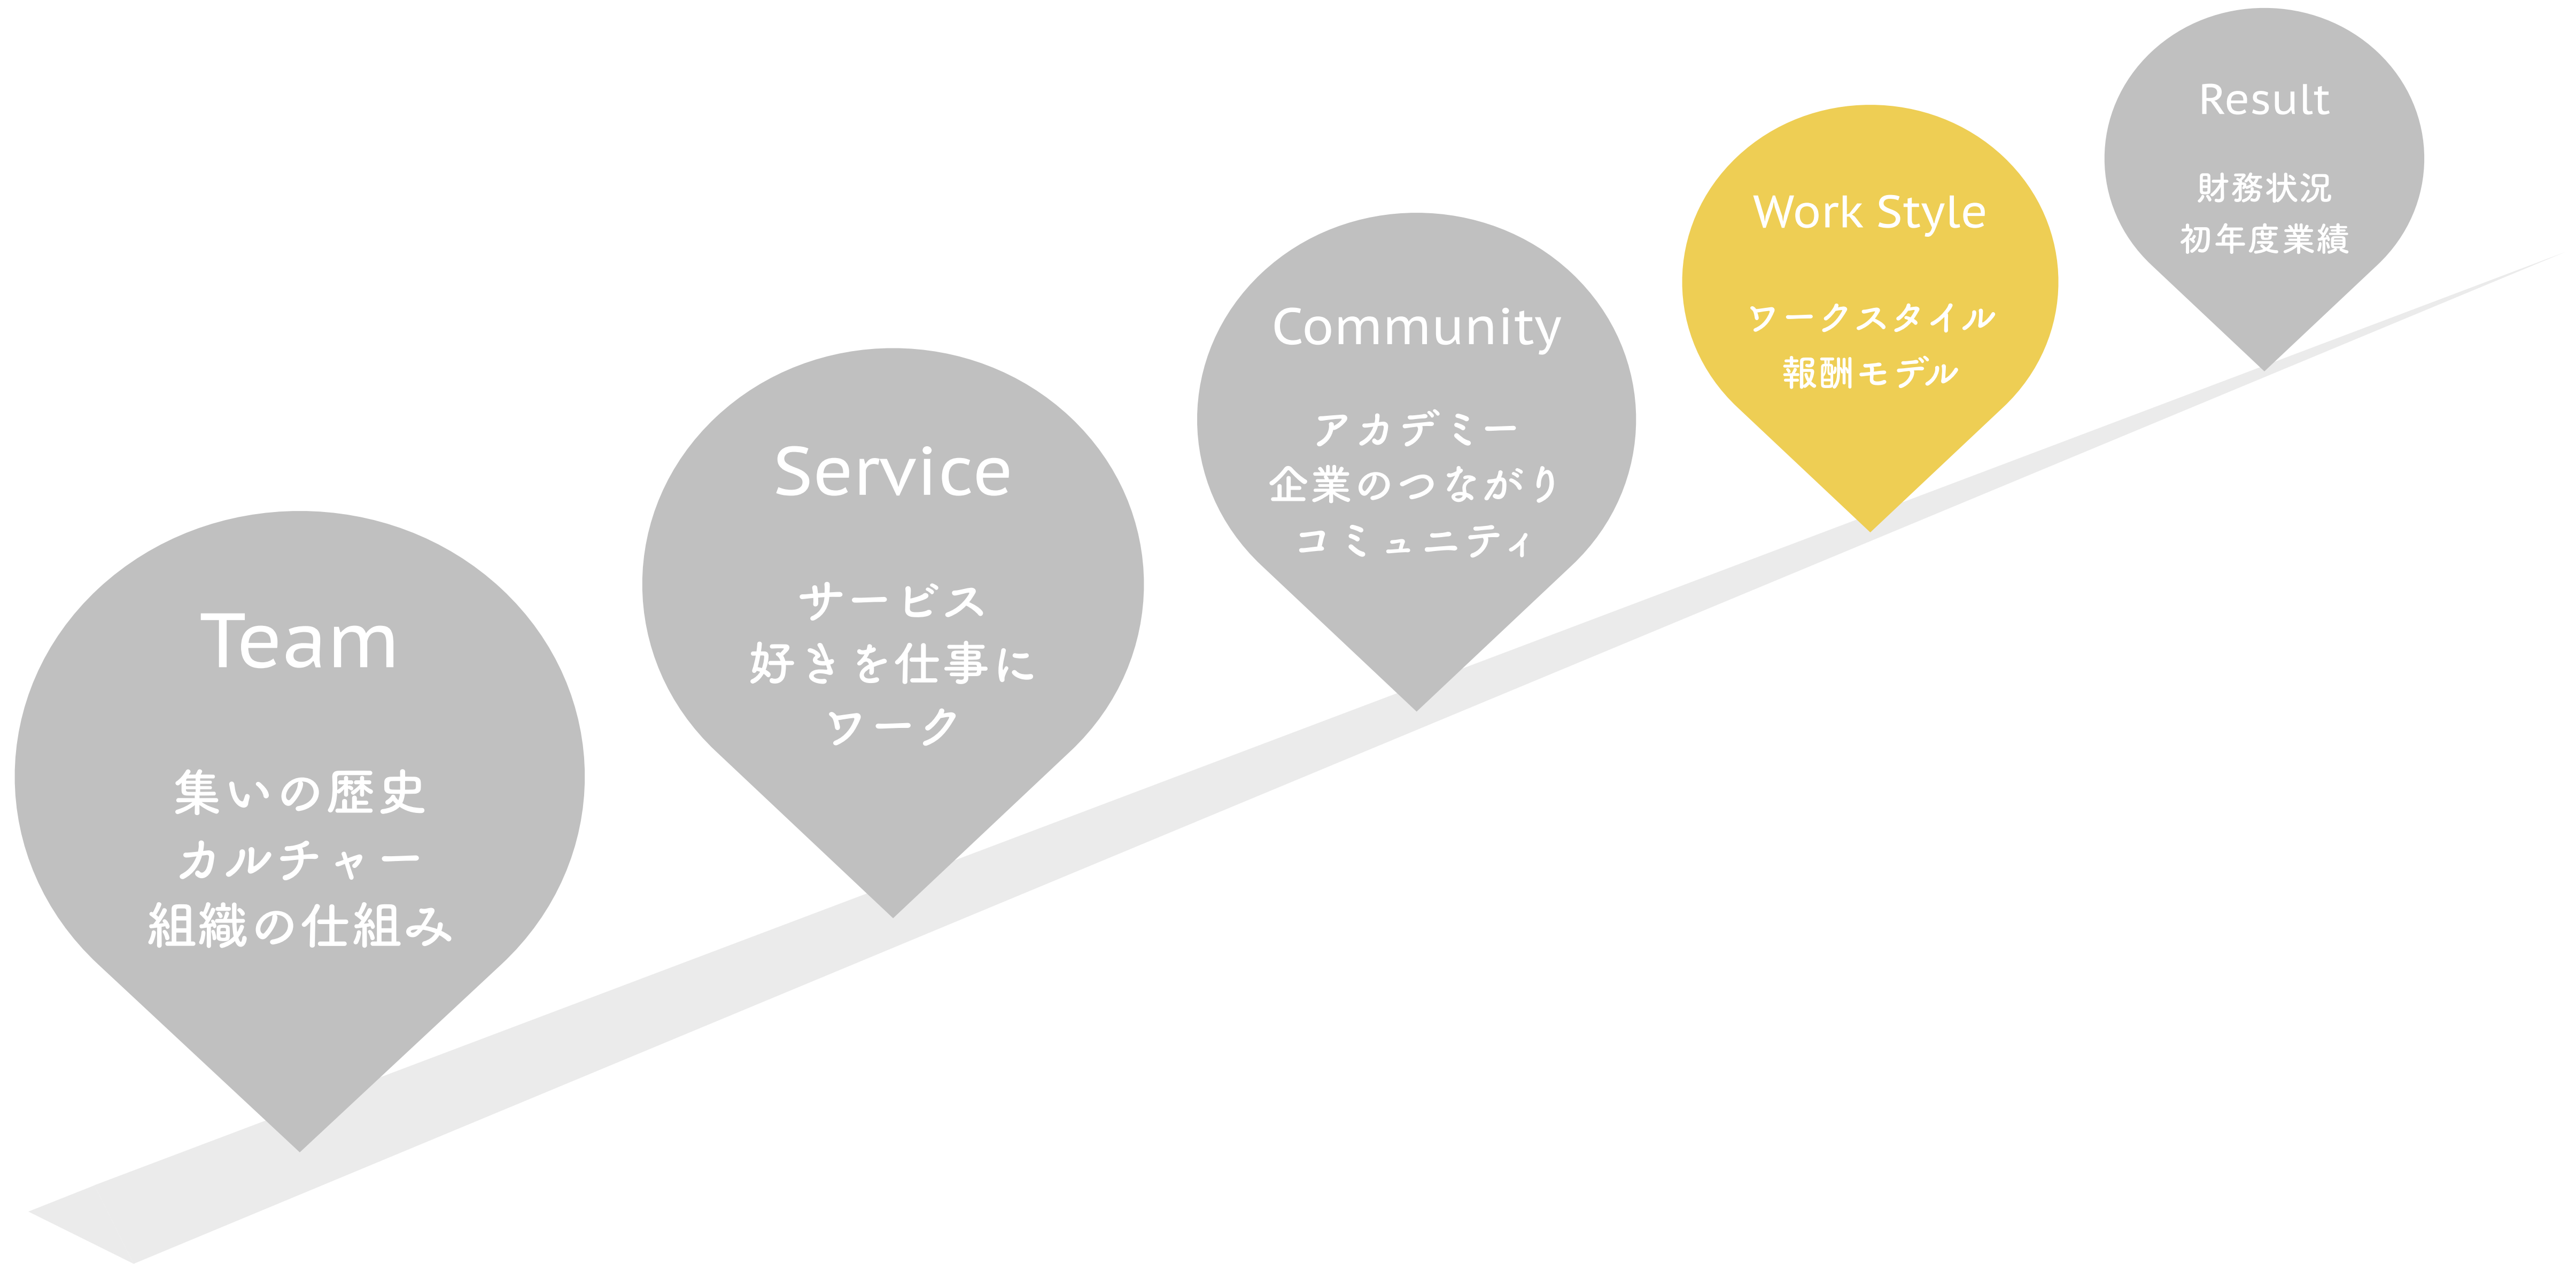 Team
集いの歴史
カルチャー
組織の仕組み
Service
サービス
好きを仕事に
ワーク
Community
アカデミー
企業のつながり
コミュニティ
Work Style
ワークスタイル
報酬モデル
Result
財務状況
初年度業績